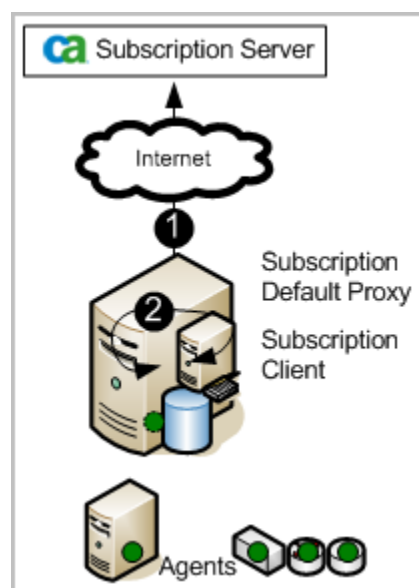 ca Subscription Server
Internet
1
Subscription
Default Proxy
2
Subscription
Client
Agents